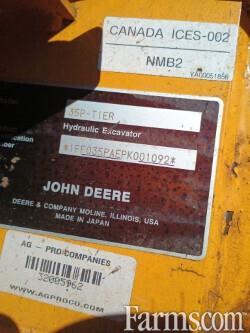 CANADA ICES-002
NMB2
YA00051856
35P-TIER
Hydraulic Excavator
*1FF035PAEPK001092*
JOHN DEERE
DEERE & COMPANY MOLINE, ILLINOIS, USA
MADE IN JAPAN
AG - PRO COMPANIES
32005962
WWW.AGPROCO.COM
Farms.com